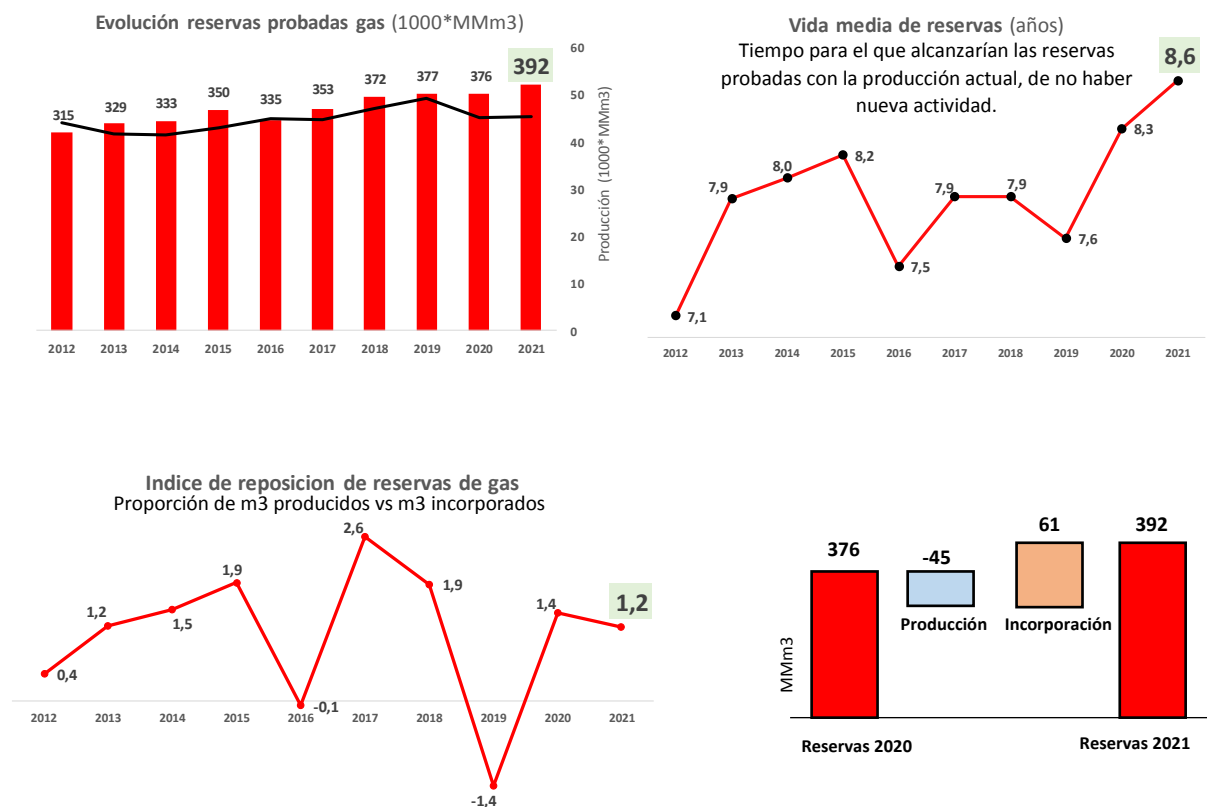 Evolución reservas probadas gas (1000*MMm3)
315
329
333
350
335
353
372
377
376
392
60
50
40
30
20
10
0
Producción (1000*MMm3)
2012 2013 2014 2015 2016 2017 2018 2019 2020 2021
Vida media de reservas (años)
Tiempo para el que alcanzarían las reservas
probadas con la producción actual, de no haber
nueva actividad.
7,1
7,9
8,0
8,2
7,5
7,9
7,9
7,6
8,3
8,6
2012 2013 2014 2015 2016 2017 2018 2019 2020 2021
Indice de reposicion de reservas de gas
Proporción de m3 producidos vs m3 incorporados
0,4
1,2
1,5
1,9
-0,1
2,6
1,9
-1,4
1,4
1,2
2012 2013 2014 2015 2016 2017 2018 2019 2020 2021
MMm3
376
-45
61
392
Producción
Incorporación
Reservas 2020
Reservas 2021